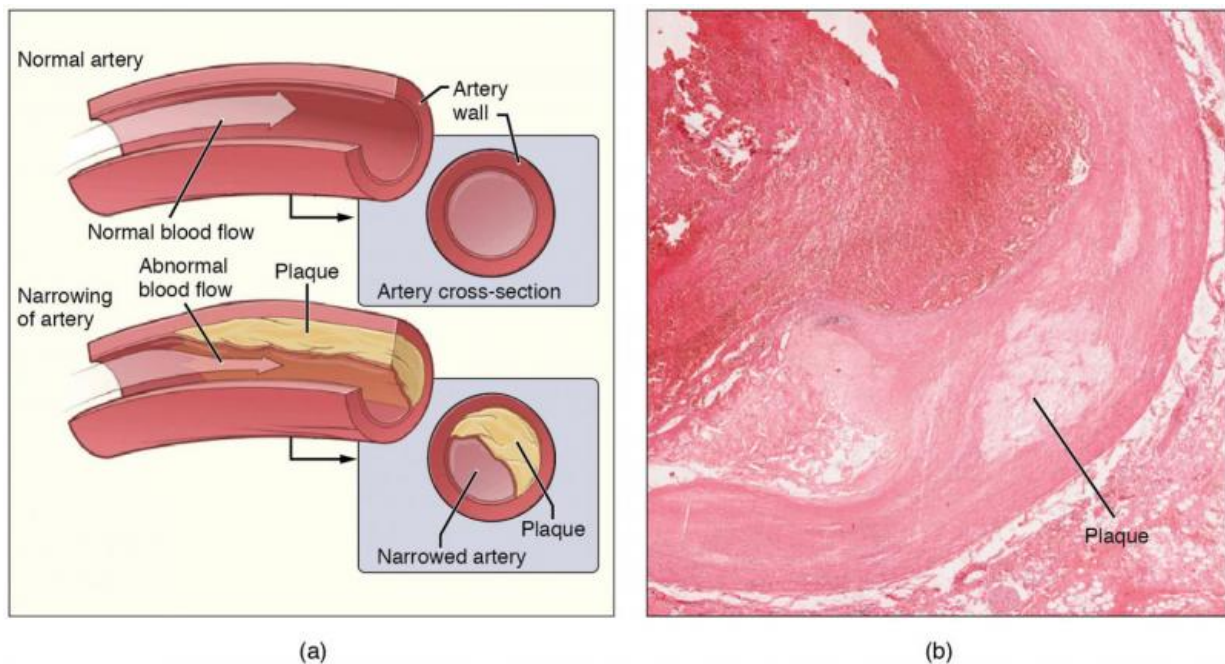 Normal artery
Artery
wall
Normal blood flow
Artery cross-section
Abnormal
blood flow
Plaque
Narrowing
of artery
Plaque
Narrowed artery
(a)
Plaque
(b)